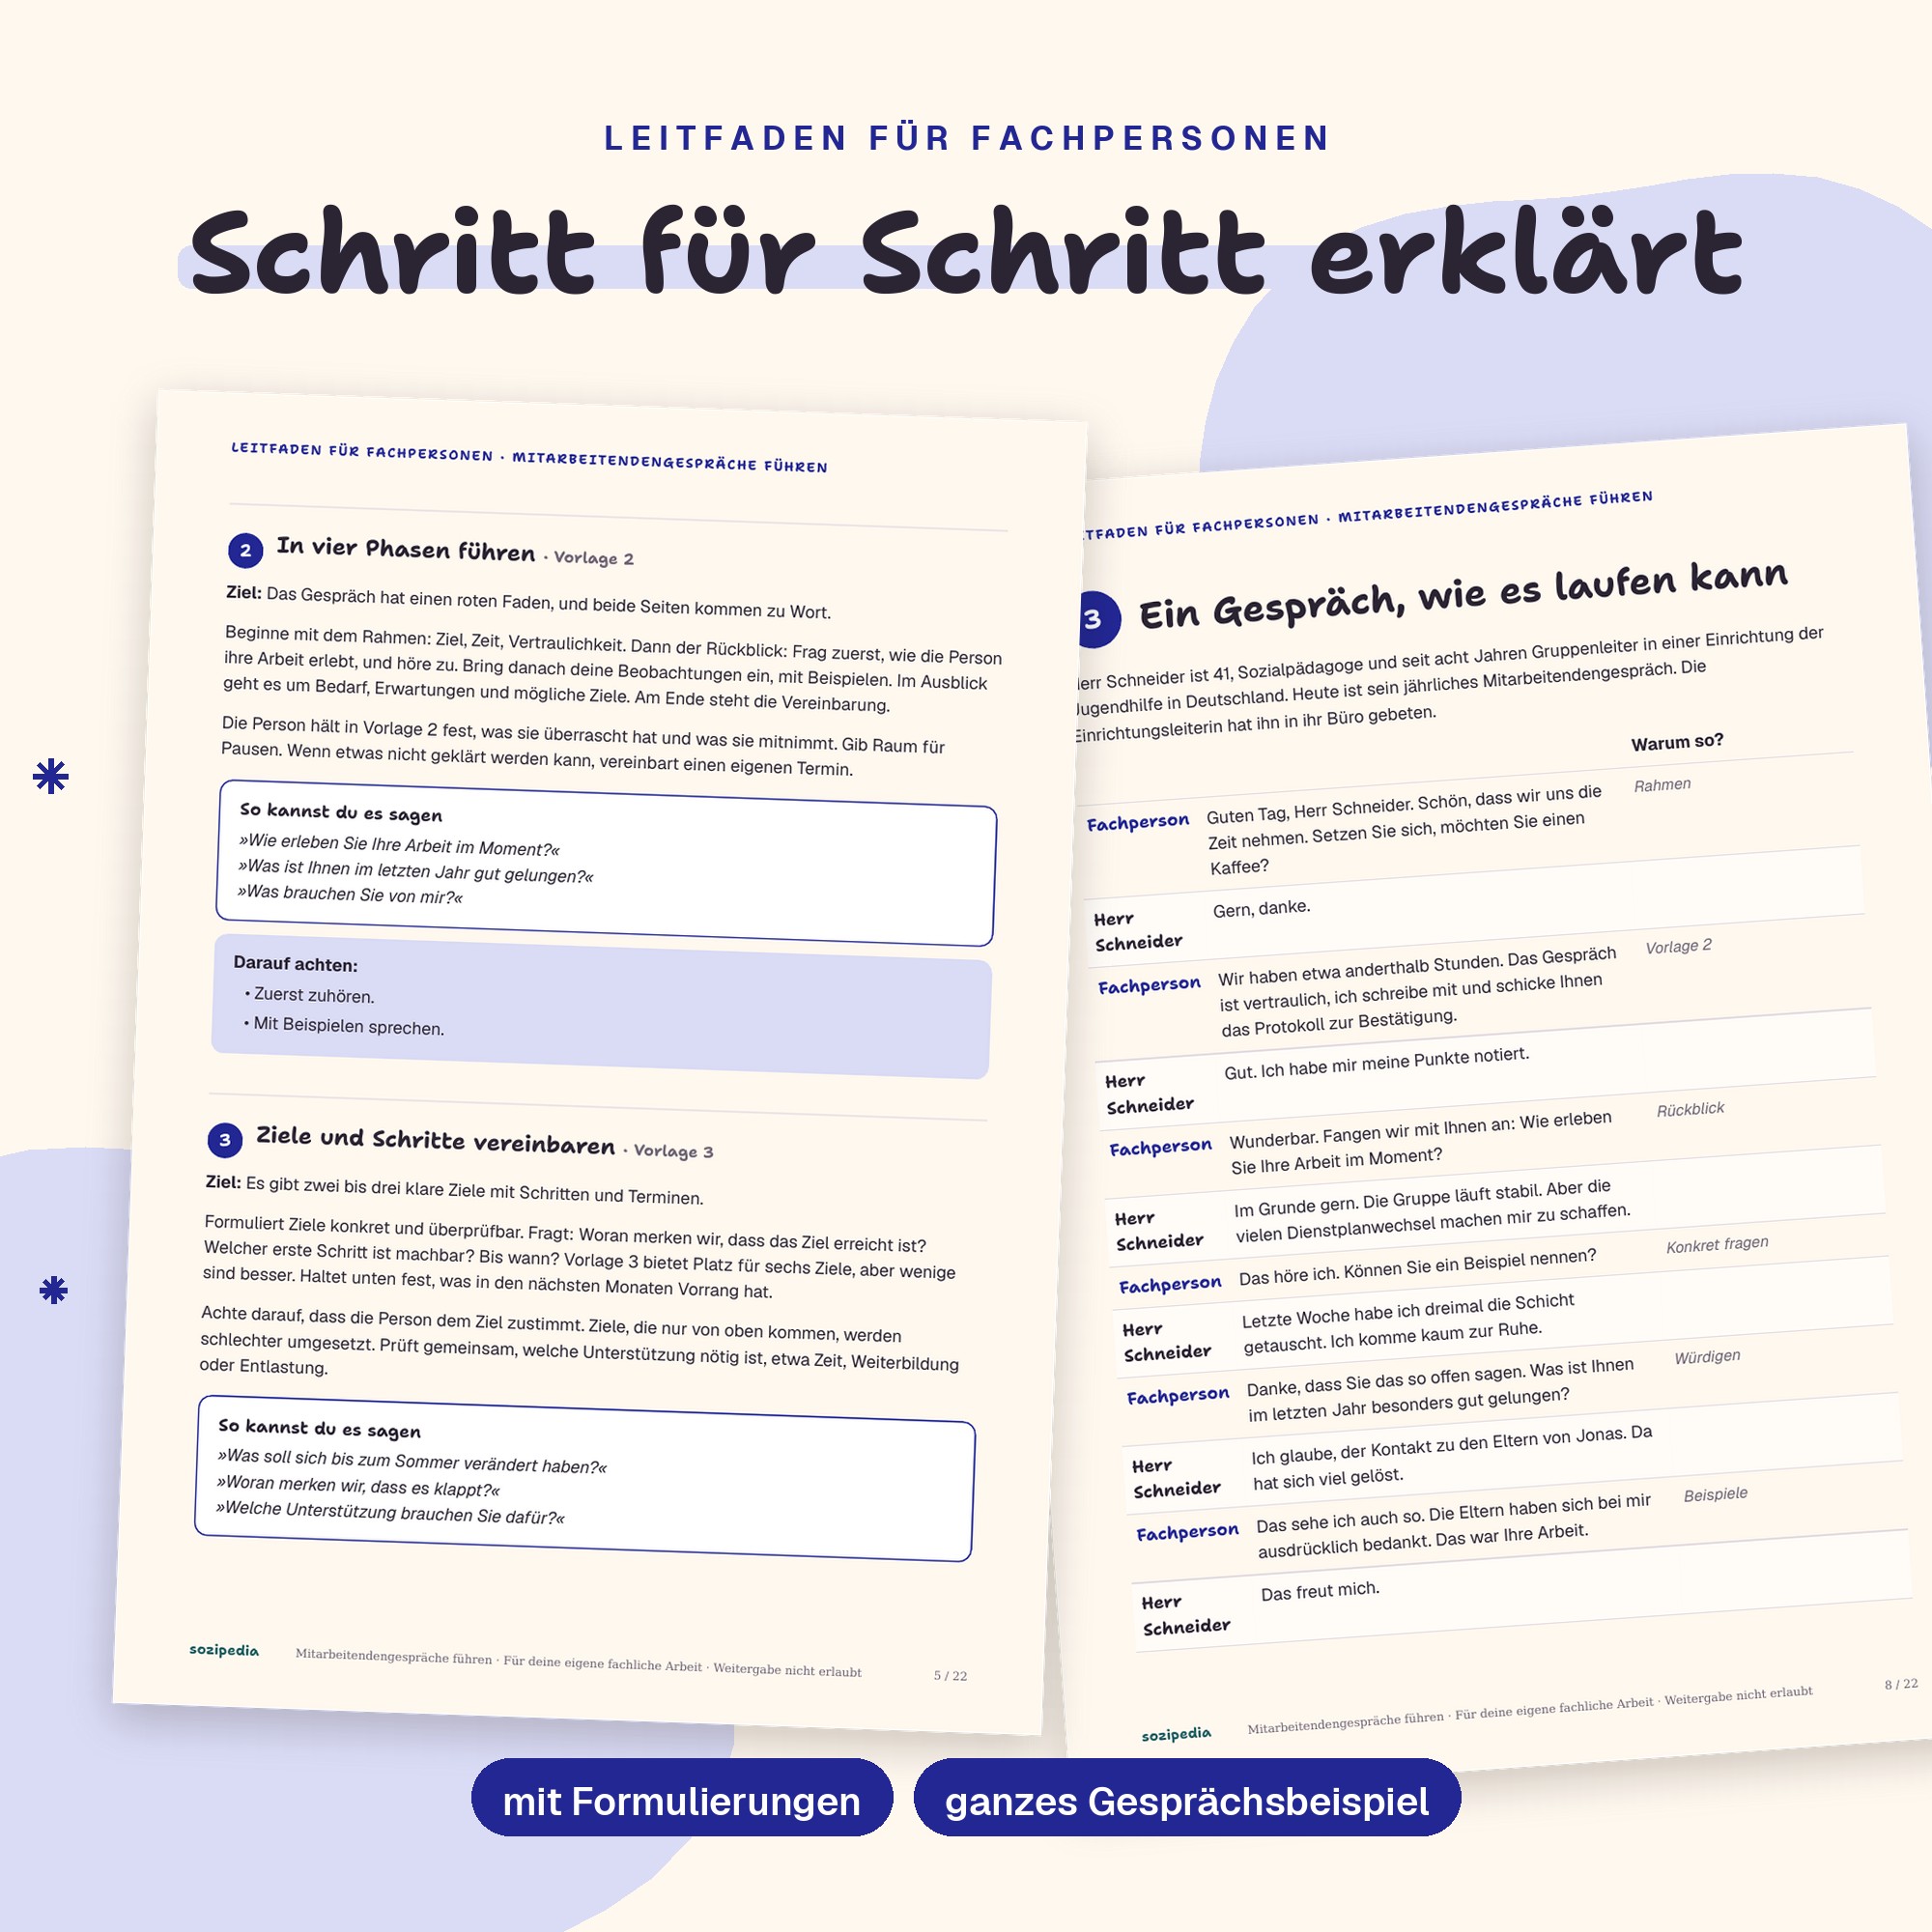 LEITFADEN FÜR FACHPERSONEN
Schritt für Schritt erklärt
LEITFADEN FÜR FACHPERSONEN · MITARBEITENDENGESPRÄCHE FÜHREN
2 In vier Phasen führen · Vorlage 2
Ziel: Das Gespräch hat einen roten Faden, und beide Seiten kommen zu Wort.
Beginne mit dem Rahmen: Ziel, Zeit, Vertraulichkeit. Dann der Rückblick: Frag zuerst, wie die Person
ihre Arbeit erlebt, und höre zu. Bring danach deine Beobachtungen ein, mit Beispielen. Im Ausblick
geht es um Bedarf, Erwartungen und mögliche Ziele. Am Ende steht die Vereinbarung.
Die Person hält in Vorlage 2 fest, was sie überrascht hat und was sie mitnimmt. Gib Raum für
Pausen. Wenn etwas nicht geklärt werden kann, vereinbart einen eigenen Termin.
So kannst du es sagen
»Wie erleben Sie Ihre Arbeit im Moment?«
»Was ist Ihnen im letzten Jahr gut gelungen?«
»Was brauchen Sie von mir?«
Darauf achten:
• Zuerst zuhören.
• Mit Beispielen sprechen.
3 Ziele und Schritte vereinbaren · Vorlage 3
Ziel: Es gibt zwei bis drei klare Ziele mit Schritten und Terminen.
Formuliert Ziele konkret und überprüfbar. Fragt: Woran merken wir, dass das Ziel erreicht ist?
Welcher erste Schritt ist machbar? Bis wann? Vorlage 3 bietet Platz für sechs Ziele, aber wenige
sind besser. Haltet unten fest, was in den nächsten Monaten Vorrang hat.
Achte darauf, dass die Person dem Ziel zustimmt. Ziele, die nur von oben kommen, werden
schlechter umgesetzt. Prüft gemeinsam, welche Unterstützung nötig ist, etwa Zeit, Weiterbildung
oder Entlastung.
So kannst du es sagen
»Was soll sich bis zum Sommer verändert haben?«
»Woran merken wir, dass es klappt?«
»Welche Unterstützung brauchen Sie dafür?«
sozipedia Mitarbeitendengespräche führen · Für deine eigene fachliche Arbeit · Weitergabe nicht erlaubt 5 / 22
TFADEN FÜR FACHPERSONEN · MITARBEITENDENGESPRÄCHE FÜHREN
3 Ein Gespräch, wie es laufen kann
Herr Schneider ist 41, Sozialpädagoge und seit acht Jahren Gruppenleiter in einer Einrichtung der
Jugendhilfe in Deutschland. Heute ist sein jährliches Mitarbeitendengespräch. Die
Einrichtungsleiterin hat ihn in ihr Büro gebeten.
Warum so?
Fachperson Guten Tag, Herr Schneider. Schön, dass wir uns die Rahmen
Zeit nehmen. Setzen Sie sich, möchten Sie einen
Kaffee?
Herr Gern, danke.
Schneider
Fachperson Wir haben etwa anderthalb Stunden. Das Gespräch Vorlage 2
ist vertraulich, ich schreibe mit und schicke Ihnen
das Protokoll zur Bestätigung.
Herr Gut. Ich habe mir meine Punkte notiert.
Schneider
Fachperson Wunderbar. Fangen wir mit Ihnen an: Wie erleben Rückblick
Sie Ihre Arbeit im Moment?
Herr Im Grunde gern. Die Gruppe läuft stabil. Aber die
Schneider vielen Dienstplanwechsel machen mir zu schaffen.
Fachperson Das höre ich. Können Sie ein Beispiel nennen? Konkret fragen
Herr Letzte Woche habe ich dreimal die Schicht
Schneider getauscht. Ich komme kaum zur Ruhe.
Fachperson Danke, dass Sie das so offen sagen. Was ist Ihnen Würdigen
im letzten Jahr besonders gut gelungen?
Herr Ich glaube, der Kontakt zu den Eltern von Jonas. Da
Schneider hat sich viel gelöst.
Fachperson Das sehe ich auch so. Die Eltern haben sich bei mir Beispiele
ausdrücklich bedankt. Das war Ihre Arbeit.
Herr Das freut mich.
Schneider
sozipedia Mitarbeitendengespräche führen · Für deine eigene fachliche Arbeit · Weitergabe nicht erlaubt 8 / 22
mit Formulierungen
ganzes Gesprächsbeispiel